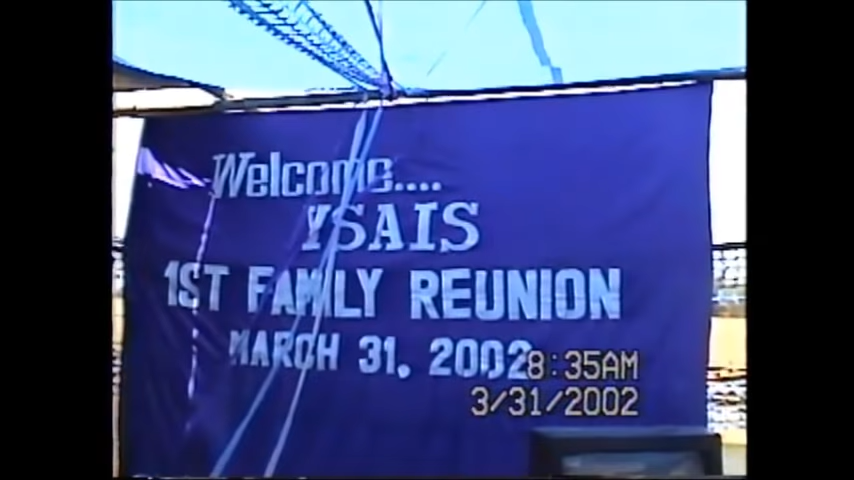 Welcome....
YSAIS
1ST FAMILY REUNION
MARCH 31, 2002
8:35AM
3/31/2002